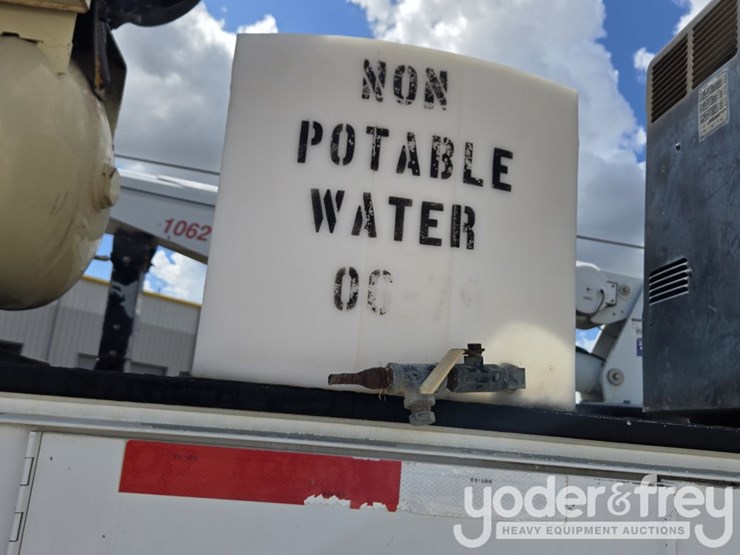 NON
POTABLE
WATER
1062
yoder&frey
HEAVY EQUIPMENT AUCTIONS